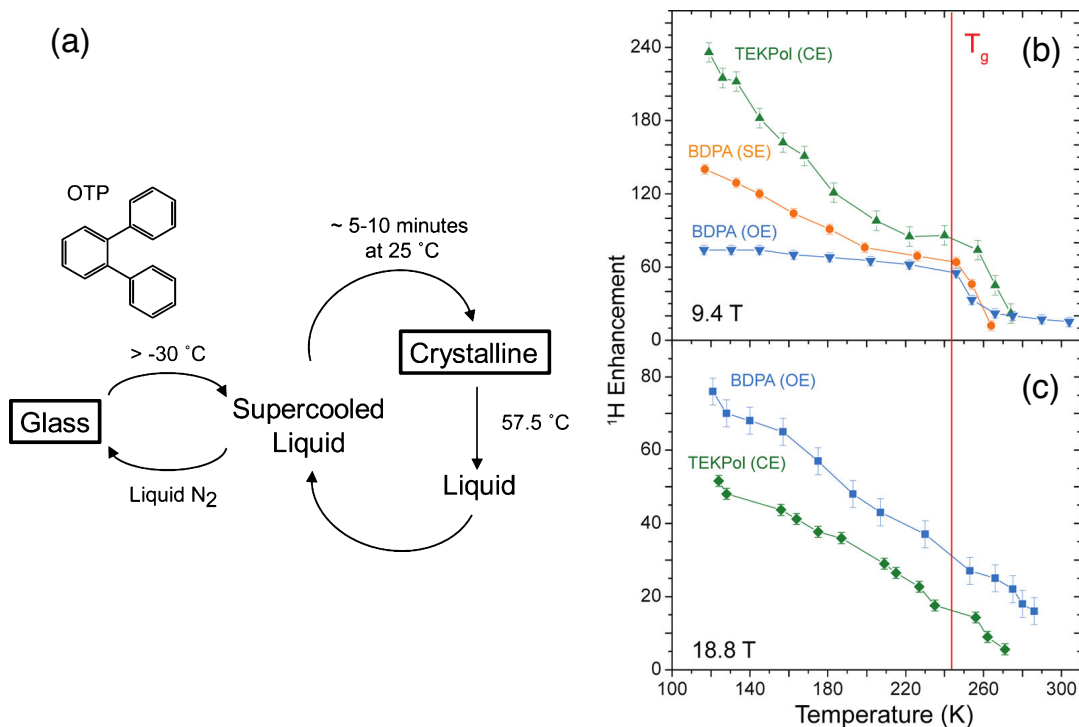 (a)
OTP
~ 5-10 minutes
at 25 ˚C
> -30 ˚C
Crystalline
Glass
Supercooled
Liquid
57.5 ˚C
Liquid N2
Liquid
(b)
Tg
TEKPol (CE)
BDPA (SE)
BDPA (OE)
9.4 T
240
180
120
60
0
¹H Enhancement
(c)
BDPA (OE)
TEKPol (CE)
18.8 T
80
60
40
20
0
100 140 180 220 260 300
Temperature (K)